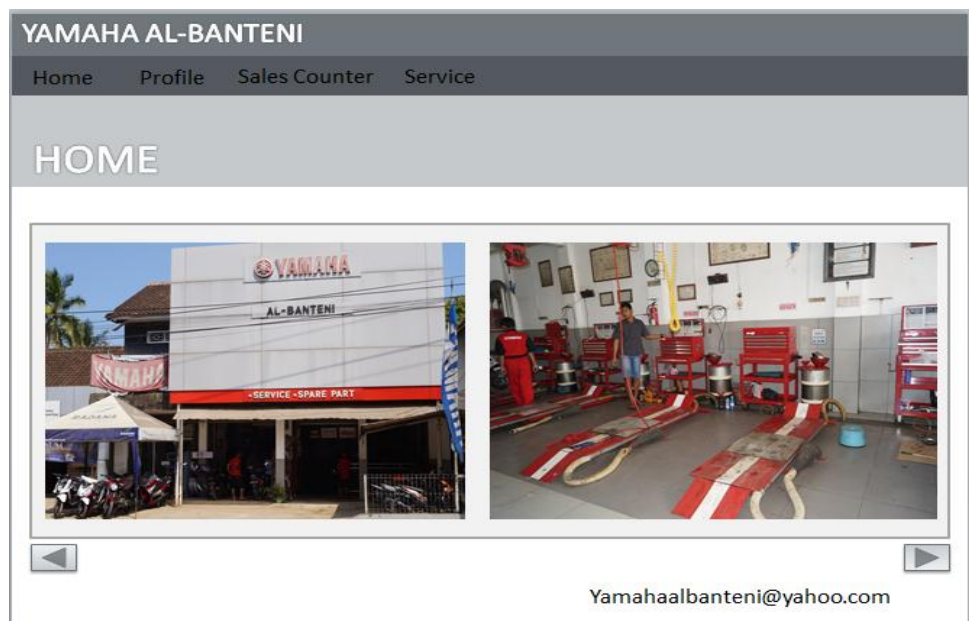 YAMAHA AL-BANTENI
Home Profile Sales Counter Service
HOME
YAMAHA
AL-BANTENI
-SERVICE -SPARE PART
YAMAHA
Yamahaalbanteni@yahoo.com